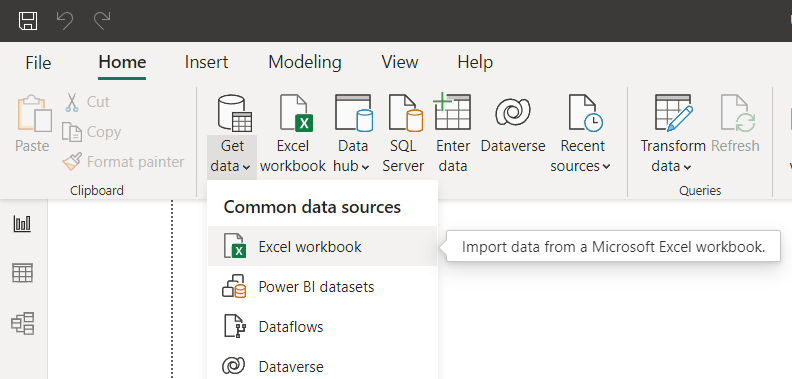 File Home Insert Modeling View Help
Paste
Cut
Copy
Format painter
Clipboard
Get data
Excel workbook
Data hub
SQL Server
Enter data
Dataverse
Recent sources
Transform data
Refresh
Queries
Common data sources
Excel workbook
Import data from a Microsoft Excel workbook.
Power BI datasets
Dataflows
Dataverse